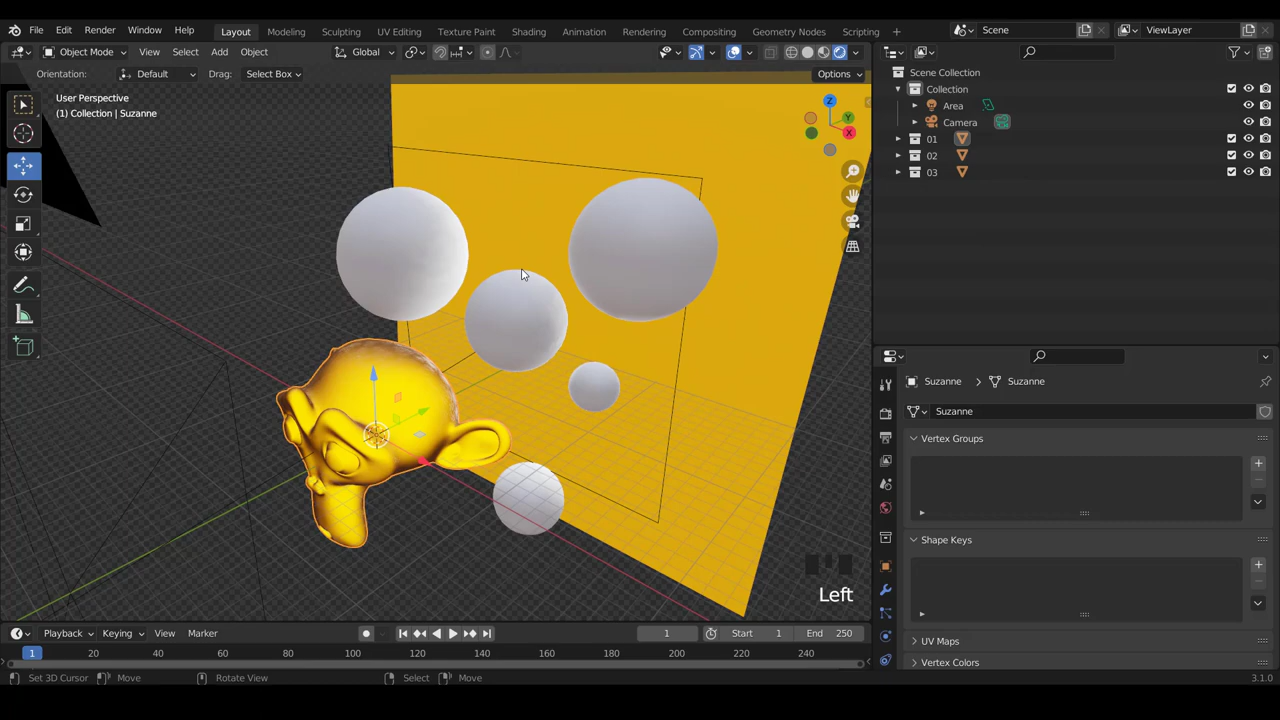 File Edit Render Window Help Layout Modeling Sculpting UV Editing Texture Paint Shading Animation Rendering Compositing Geometry Nodes Scripting + Scene ViewLayer
Object Mode View Select Add Object Global
Orientation: Default Drag: Select Box Options
User Perspective
(1) Collection | Suzanne
Z
Y
X
Scene Collection
Collection
Area
Camera
01
02
03
Suzanne > Suzanne
Suzanne
Vertex Groups
Shape Keys
UV Maps
Vertex Colors
Left
Playback Keying View Marker 1 Start 1 End 250
1 20 40 60 80 100 120 140 160 180 200 220 240
Set 3D Cursor Move Rotate View Select Move 3.1.0